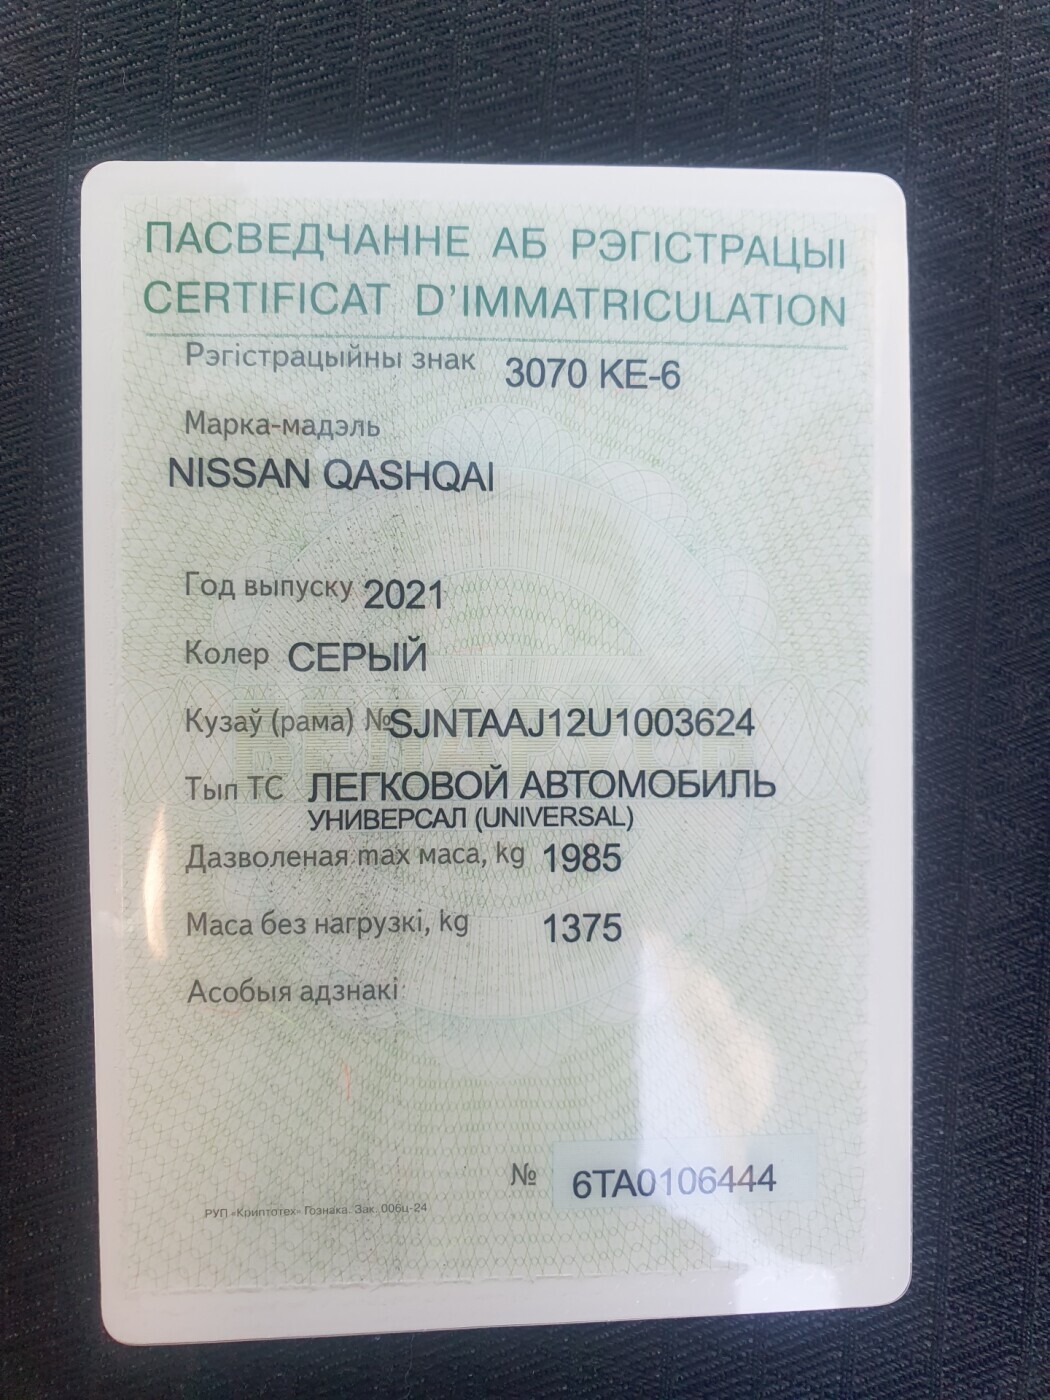 ПАСВЕДЧАННЕ АБ РЭГІСТРАЦЫІ
CERTIFICAT D'IMMATRICULATION
Рэгістрацыйны знак 3070 KE-6
Марка-мадэль
NISSAN QASHQAI
Год выпуску 2021
Колер СЕРЫЙ
Кузаў (рама) №SJNTAAJ12U1003624
Тып ТС ЛЕГКОВОЙ АВТОМОБИЛЬ
УНИВЕРСАЛ (UNIVERSAL)
Дазволеная max маса, kg 1985
Маса без нагрузкі, kg 1375
Асобыя адзнакі
№ 6TA0106444
РУП «Криптотех» Гознака. Зак. 006ц-24
BELARUS